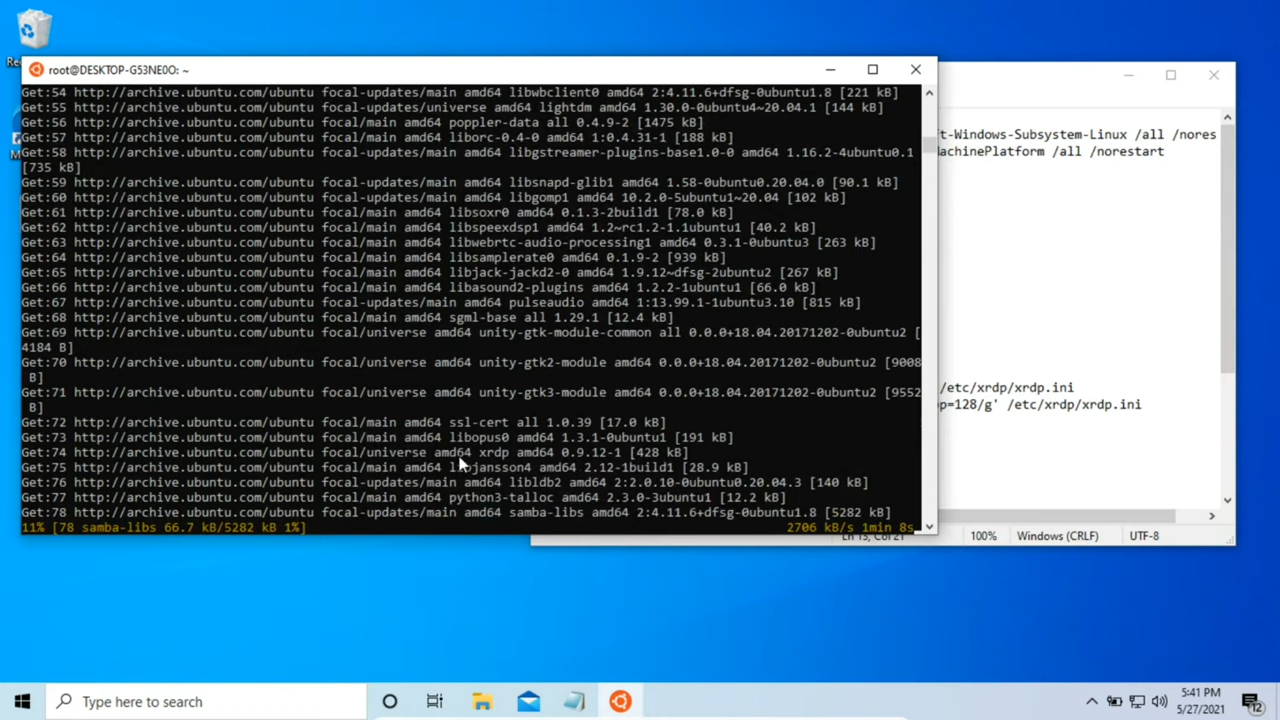 Re
M
root@DESKTOP-G53NE0O: ~
Get:54 http://archive.ubuntu.com/ubuntu focal-updates/main amd64 libwbclient0 amd64 2:4.11.6+dfsg-0ubuntu1.8 [221 kB]
Get:55 http://archive.ubuntu.com/ubuntu focal-updates/universe amd64 lightdm amd64 1.30.0-0ubuntu4~20.04.1 [144 kB]
Get:56 http://archive.ubuntu.com/ubuntu focal/main amd64 poppler-data all 0.4.9-2 [1475 kB]
Get:57 http://archive.ubuntu.com/ubuntu focal/main amd64 liborc-0.4-0 amd64 1:0.4.31-1 [188 kB]
Get:58 http://archive.ubuntu.com/ubuntu focal-updates/main amd64 libgstreamer-plugins-base1.0-0 amd64 1.16.2-4ubuntu0.1
[735 kB]
Get:59 http://archive.ubuntu.com/ubuntu focal-updates/main amd64 libsnapd-glib1 amd64 1.58-0ubuntu0.20.04.0 [90.1 kB]
Get:60 http://archive.ubuntu.com/ubuntu focal-updates/main amd64 libgomp1 amd64 10.2.0-5ubuntu1~20.04 [102 kB]
Get:61 http://archive.ubuntu.com/ubuntu focal/main amd64 libsoxr0 amd64 0.1.3-2build1 [78.0 kB]
Get:62 http://archive.ubuntu.com/ubuntu focal/main amd64 libspeexdsp1 amd64 1.2~rc1.2-1.1ubuntu1 [40.2 kB]
Get:63 http://archive.ubuntu.com/ubuntu focal/main amd64 libwebrtc-audio-processing1 amd64 0.3.1-0ubuntu3 [263 kB]
Get:64 http://archive.ubuntu.com/ubuntu focal/main amd64 libsamplerate0 amd64 0.1.9-2 [939 kB]
Get:65 http://archive.ubuntu.com/ubuntu focal/main amd64 libjack-jackd2-0 amd64 1.9.12~dfsg-2ubuntu2 [267 kB]
Get:66 http://archive.ubuntu.com/ubuntu focal/main amd64 libasound2-plugins amd64 1.2.2-1ubuntu1 [66.0 kB]
Get:67 http://archive.ubuntu.com/ubuntu focal-updates/main amd64 pulseaudio amd64 1:13.99.1-1ubuntu3.10 [815 kB]
Get:68 http://archive.ubuntu.com/ubuntu focal/main amd64 sgml-base all 1.29.1 [12.4 kB]
Get:69 http://archive.ubuntu.com/ubuntu focal/universe amd64 unity-gtk-module-common all 0.0.0+18.04.20171202-0ubuntu2 [
4184 B]
Get:70 http://archive.ubuntu.com/ubuntu focal/universe amd64 unity-gtk2-module amd64 0.0.0+18.04.20171202-0ubuntu2 [9008
B]
Get:71 http://archive.ubuntu.com/ubuntu focal/universe amd64 unity-gtk3-module amd64 0.0.0+18.04.20171202-0ubuntu2 [9552
B]
Get:72 http://archive.ubuntu.com/ubuntu focal/main amd64 ssl-cert all 1.0.39 [17.0 kB]
Get:73 http://archive.ubuntu.com/ubuntu focal/main amd64 libopus0 amd64 1.3.1-0ubuntu1 [191 kB]
Get:74 http://archive.ubuntu.com/ubuntu focal/universe amd64 xrdp amd64 0.9.12-1 [428 kB]
Get:75 http://archive.ubuntu.com/ubuntu focal/main amd64 libjansson4 amd64 2.12-1build1 [28.9 kB]
Get:76 http://archive.ubuntu.com/ubuntu focal-updates/main amd64 libldb2 amd64 2:2.0.10-0ubuntu0.20.04.3 [140 kB]
Get:77 http://archive.ubuntu.com/ubuntu focal/main amd64 python3-talloc amd64 2.3.0-3ubuntu1 [12.2 kB]
Get:78 http://archive.ubuntu.com/ubuntu focal-updates/main amd64 samba-libs amd64 2:4.11.6+dfsg-0ubuntu1.8 [5282 kB]
11% [78 samba-libs 66.7 kB/5282 kB 1%] 2706 kB/s 1min 8s
t-Windows-Subsystem-Linux /all /nores
achinePlatform /all /norestart
/etc/xrdp/xrdp.ini
p=128/g' /etc/xrdp/xrdp.ini
Ln 13, Col 21 100% Windows (CRLF) UTF-8
Type here to search
5:41 PM
5/27/2021
12